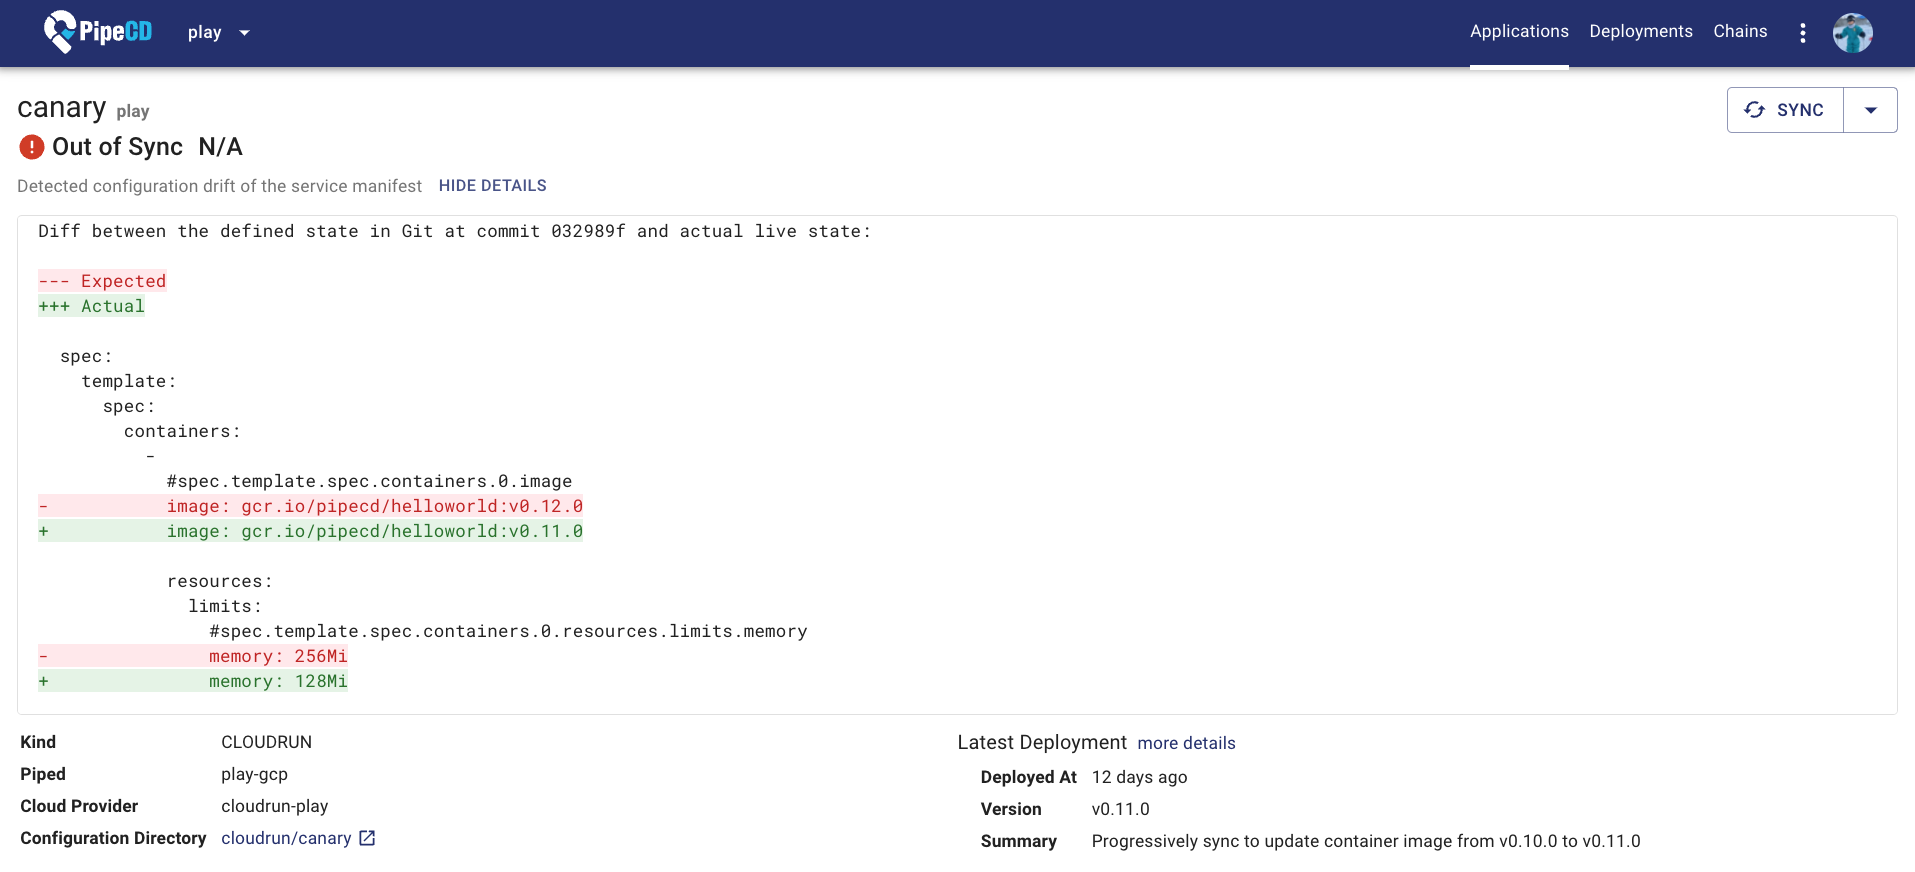 PipeCD play Applications Deployments Chains
canary play
SYNC
! Out of Sync N/A
Detected configuration drift of the service manifest HIDE DETAILS
Diff between the defined state in Git at commit 032989f and actual live state:
--- Expected
+++ Actual
spec:
template:
spec:
containers:
-
#spec.template.spec.containers.0.image
- image: gcr.io/pipecd/helloworld:v0.12.0
+ image: gcr.io/pipecd/helloworld:v0.11.0
resources:
limits:
#spec.template.spec.containers.0.resources.limits.memory
- memory: 256Mi
+ memory: 128Mi
Kind CLOUDRUN
Piped play-gcp
Cloud Provider cloudrun-play
Configuration Directory cloudrun/canary
Latest Deployment more details
Deployed At 12 days ago
Version v0.11.0
Summary Progressively sync to update container image from v0.10.0 to v0.11.0